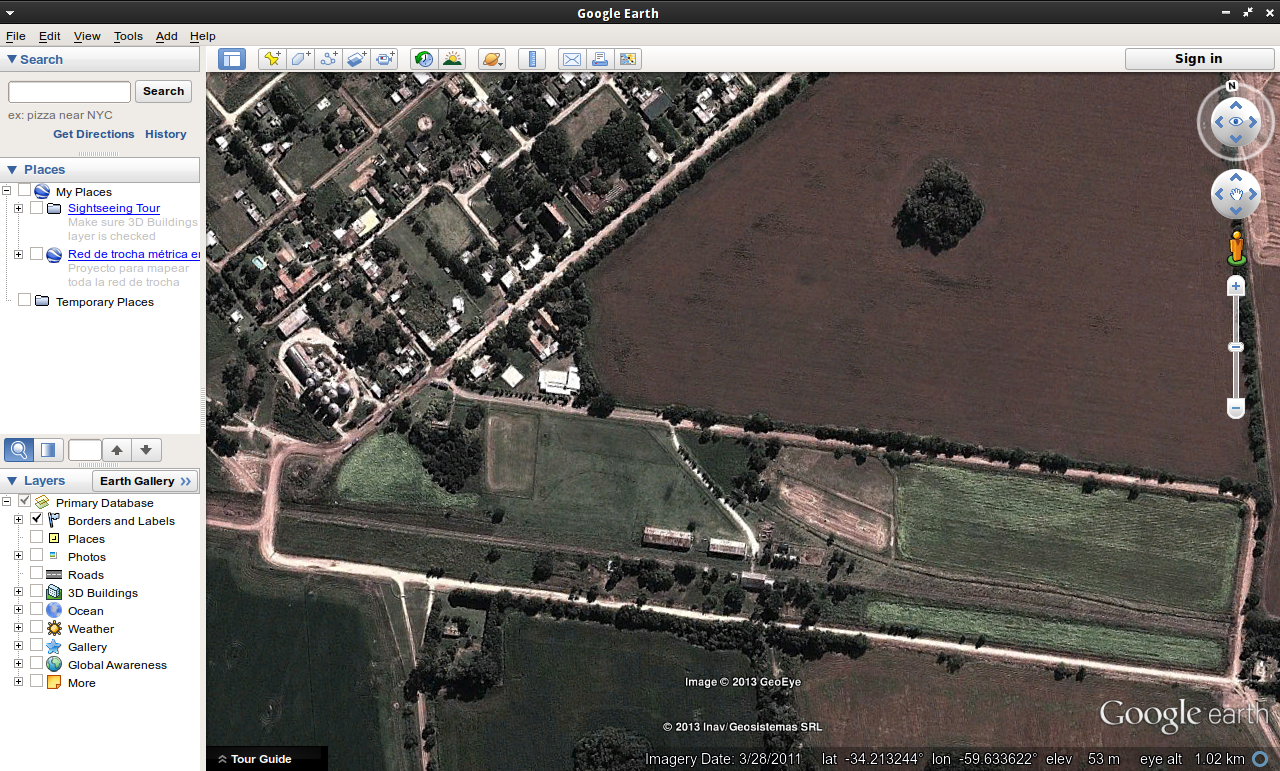 Google Earth
File Edit View Tools Add Help
Search
Sign in
Search
ex: pizza near NYC
Get Directions History
N
Places
My Places
Sightseeing Tour
Make sure 3D Buildings
layer is checked
Red de trocha métrica en
Proyecto para mapear
toda la red de trocha
Temporary Places
Layers
Earth Gallery »
Primary Database
Borders and Labels
Places
Photos
Roads
3D Buildings
Ocean
Weather
Gallery
Global Awareness
More
Image © 2013 GeoEye
© 2013 Inav/Geosistemas SRL
Google earth
Tour Guide
Imagery Date: 3/28/2011 lat -34.213244° lon -59.633622° elev 53 m eye alt 1.02 km